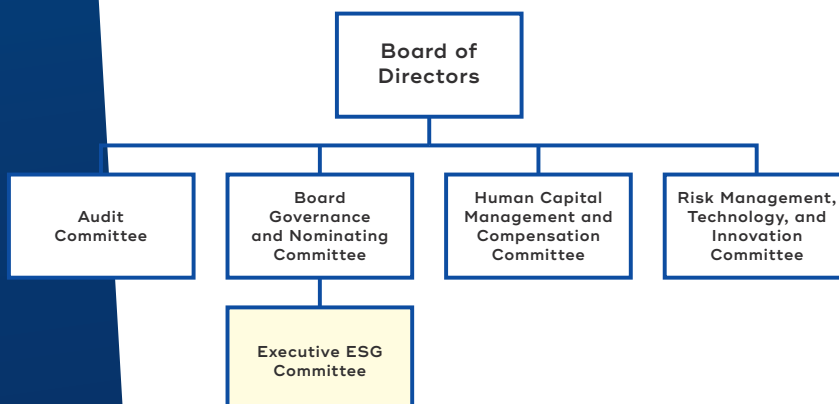 Board of
Directors
Audit
Committee
Board
Governance
and Nominating
Committee
Human Capital
Management and
Compensation
Committee
Risk Management,
Technology, and
Innovation
Committee
Executive ESG
Committee